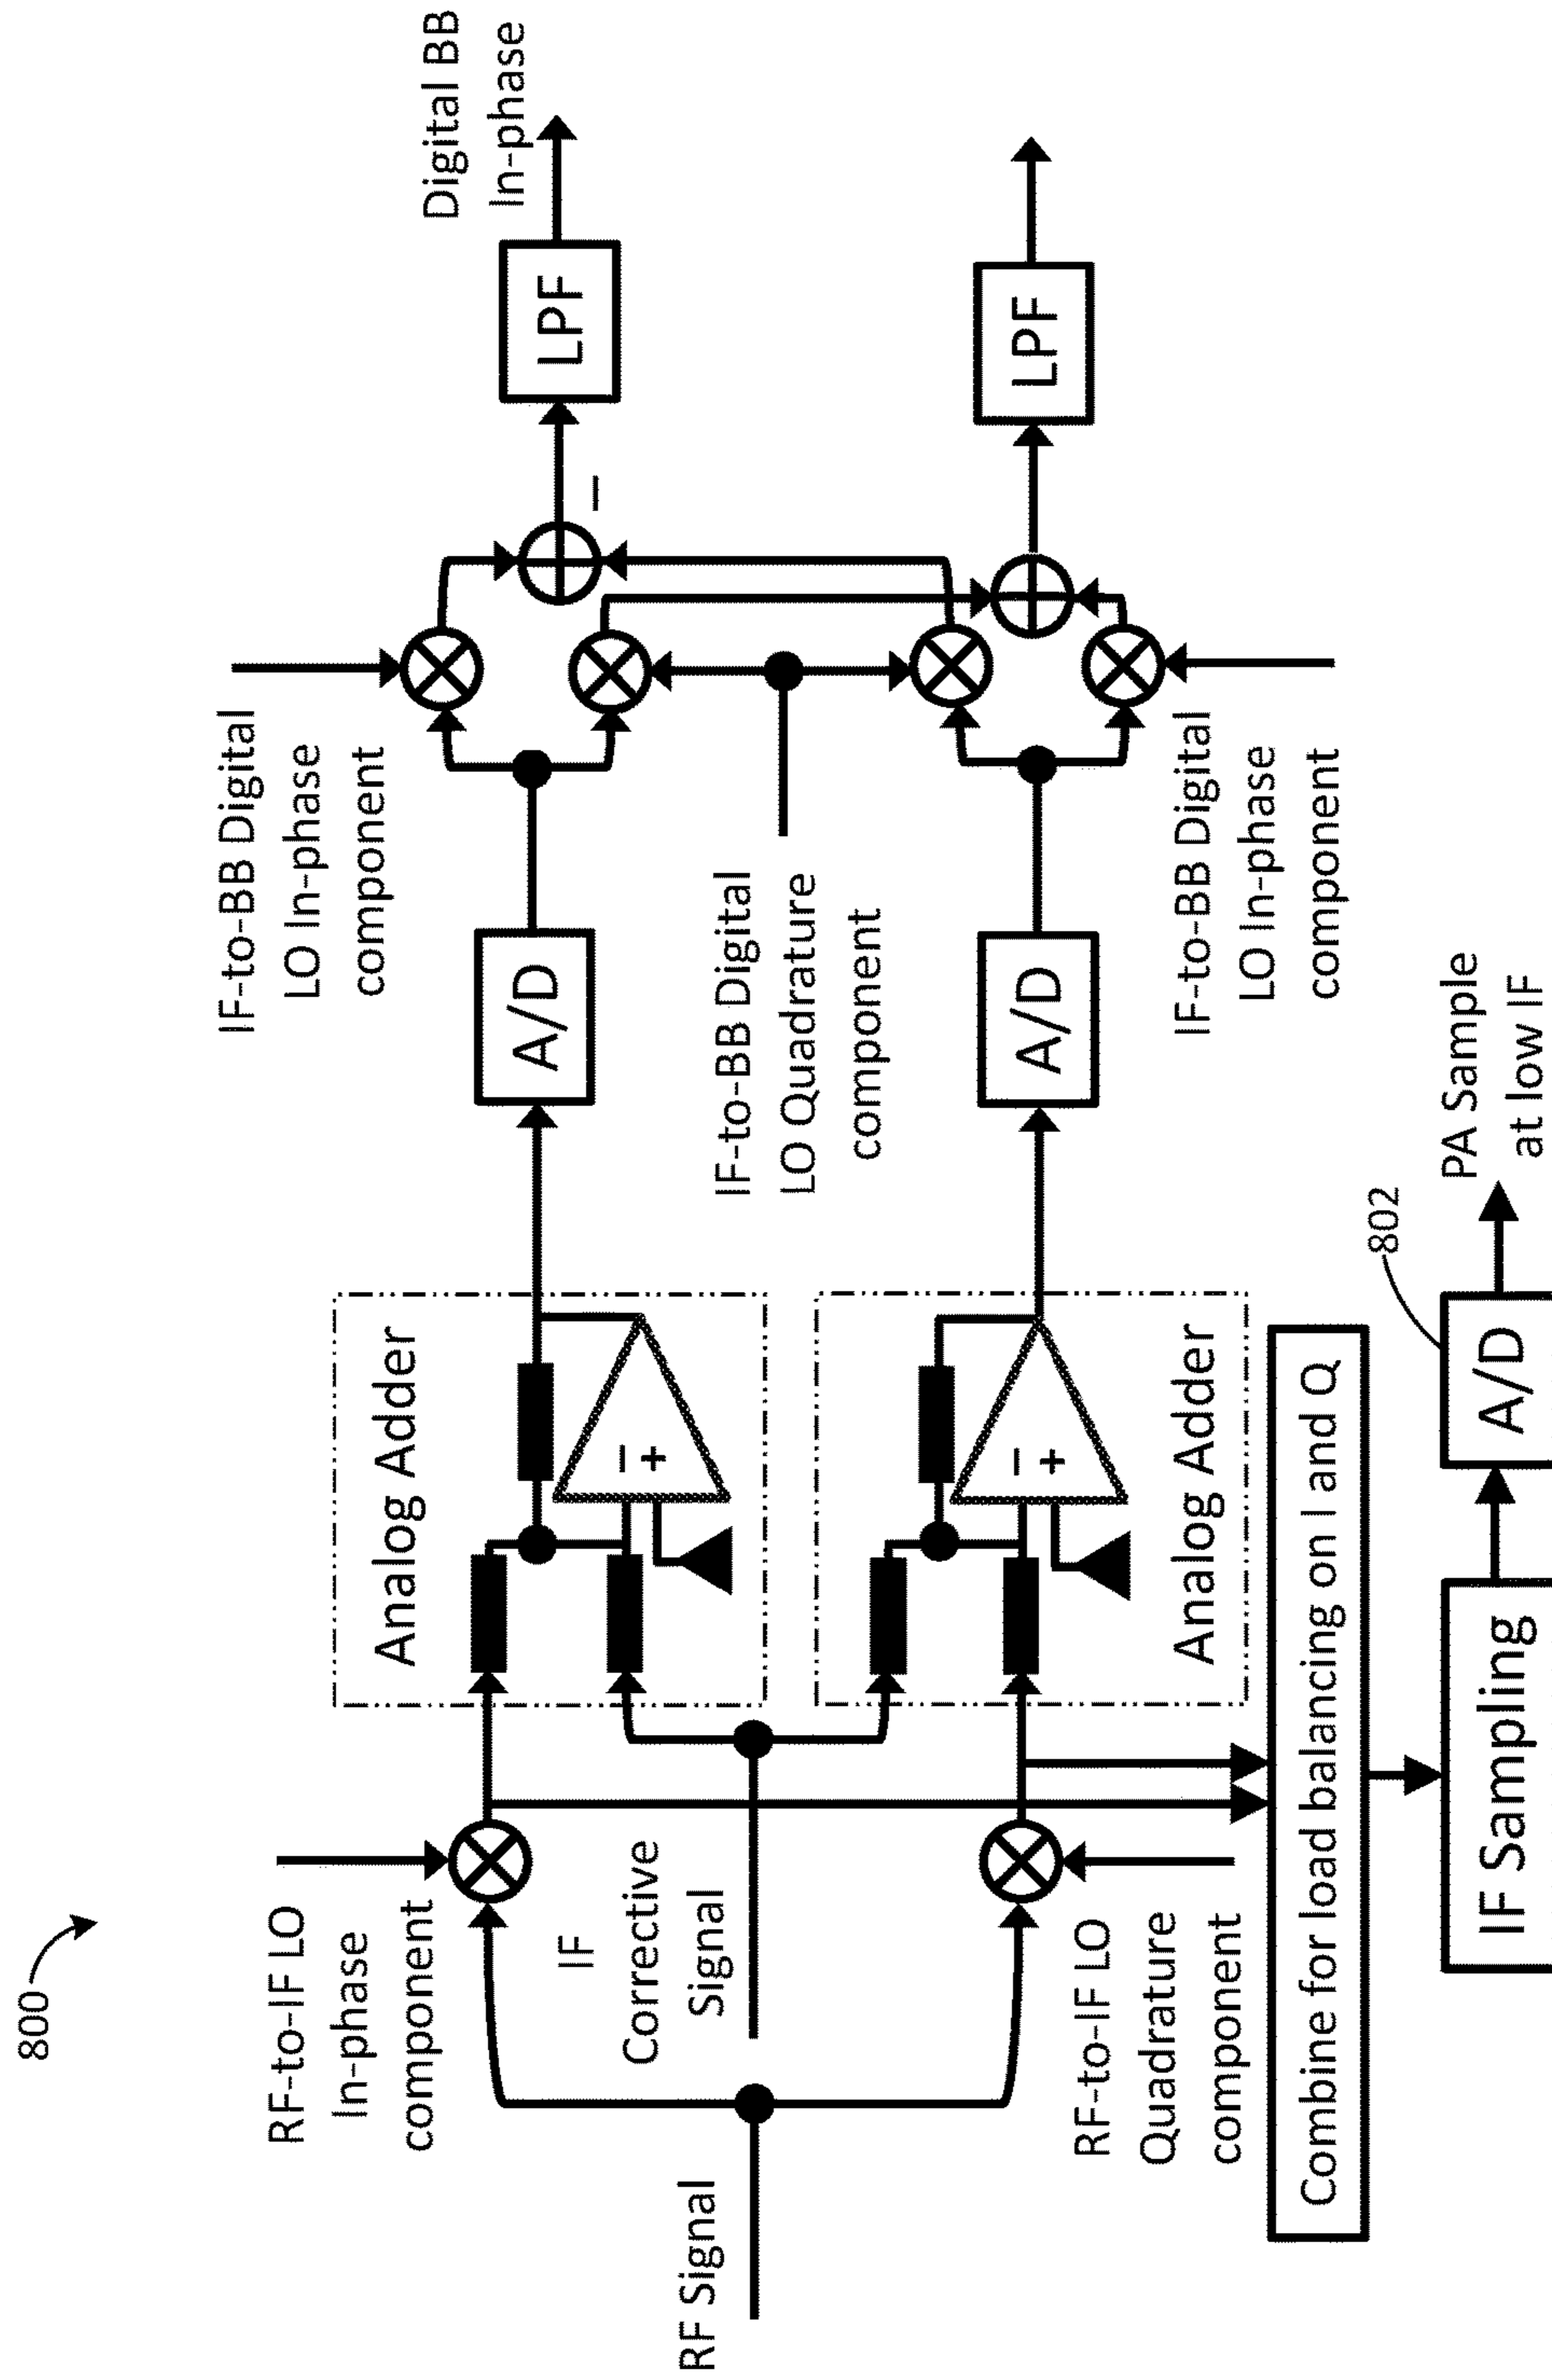 800
RF Signal
RF-to-IF LO
In-phase
component
IF
Corrective
Signal
RF-to-IF LO
Quadrature
component
Analog Adder
−
+
−
+
Analog Adder
A/D
A/D
IF-to-BB Digital
LO In-phase
component
IF-to-BB Digital
LO Quadrature
component
IF-to-BB Digital
LO In-phase
component
−
LPF
LPF
Digital BB
In-phase
Combine for load balancing on I and Q
IF Sampling
A/D
802
PA Sample
at low IF